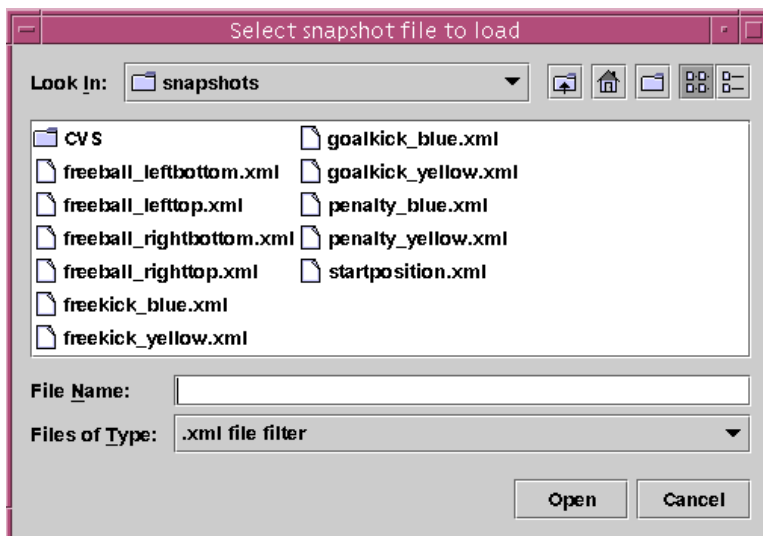 Select snapshot file to load
Look In: snapshots
CVS
freeball_leftbottom.xml
freeball_lefttop.xml
freeball_rightbottom.xml
freeball_righttop.xml
freekick_blue.xml
freekick_yellow.xml
goalkick_blue.xml
goalkick_yellow.xml
penalty_blue.xml
penalty_yellow.xml
startposition.xml
File Name:
Files of Type: .xml file filter
Open Cancel